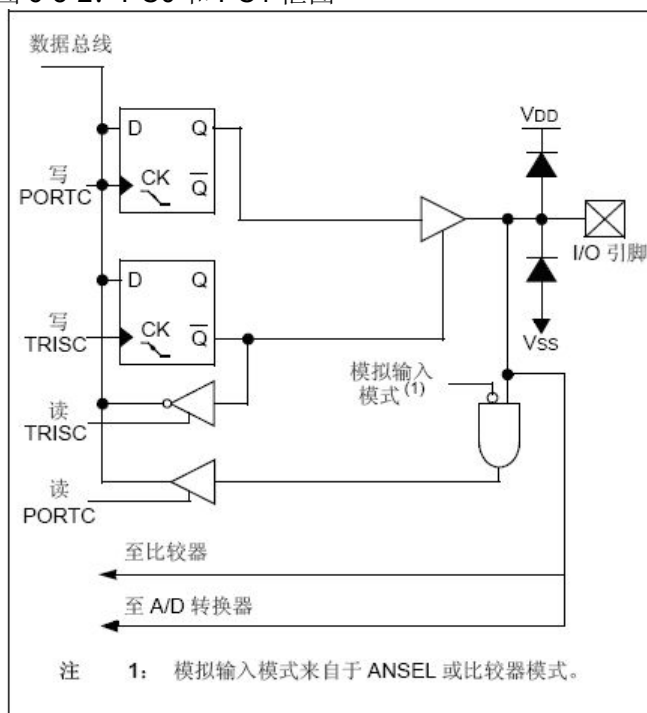 数据总线
D Q
写
PORTC
CK Q
VDD
I/O 引脚
VSS
D Q
写
TRISC
CK Q
模拟输入
模式(1)
读
TRISC
读
PORTC
至比较器
至 A/D 转换器
注 1: 模拟输入模式来自于 ANSEL 或比较器模式。